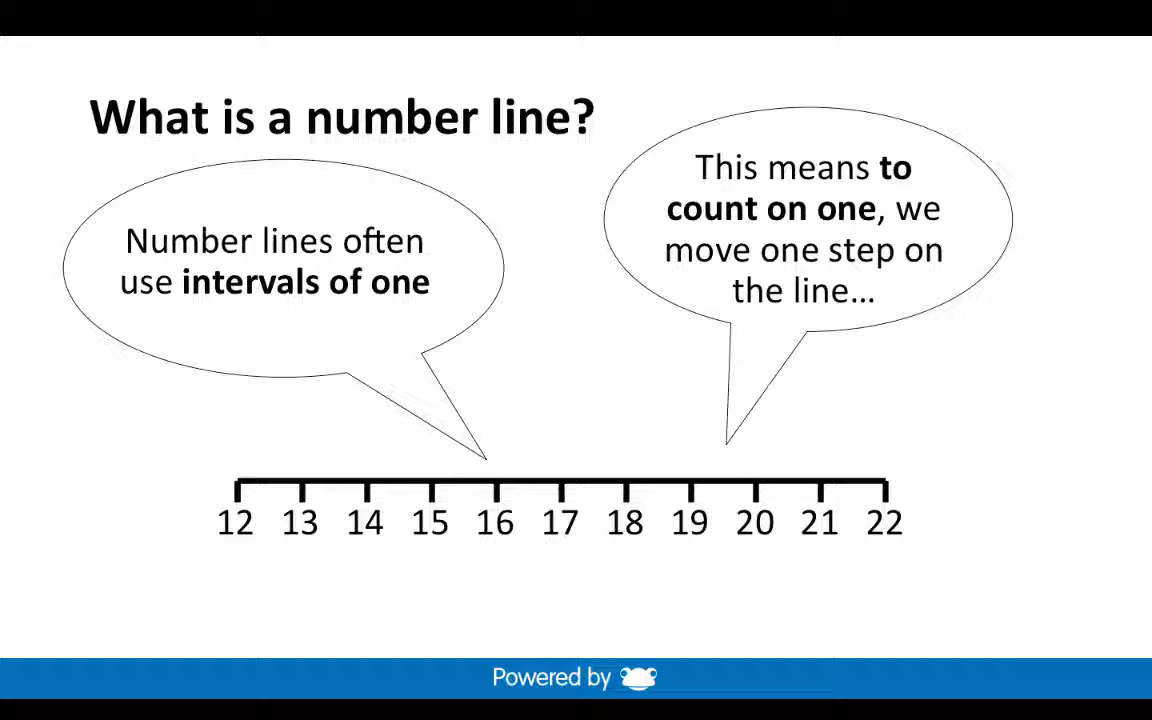 What is a number line?
Number lines often
use intervals of one
This means to
count on one, we
move one step on
the line...
12 13 14 15 16 17 18 19 20 21 22
Powered by